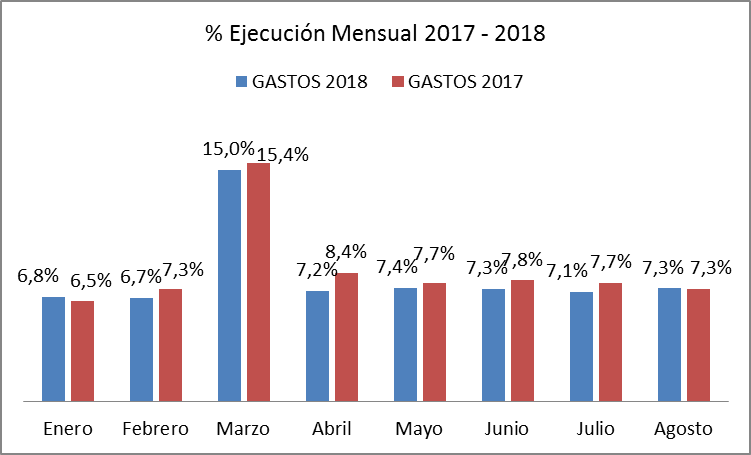 % Ejecución Mensual 2017 - 2018
GASTOS 2018 GASTOS 2017
15,0% 15,4%
6,8% 6,5% 6,7% 7,3% 7,2% 8,4% 7,4% 7,7% 7,3% 7,8% 7,1% 7,7% 7,3% 7,3%
Enero Febrero Marzo Abril Mayo Junio Julio Agosto